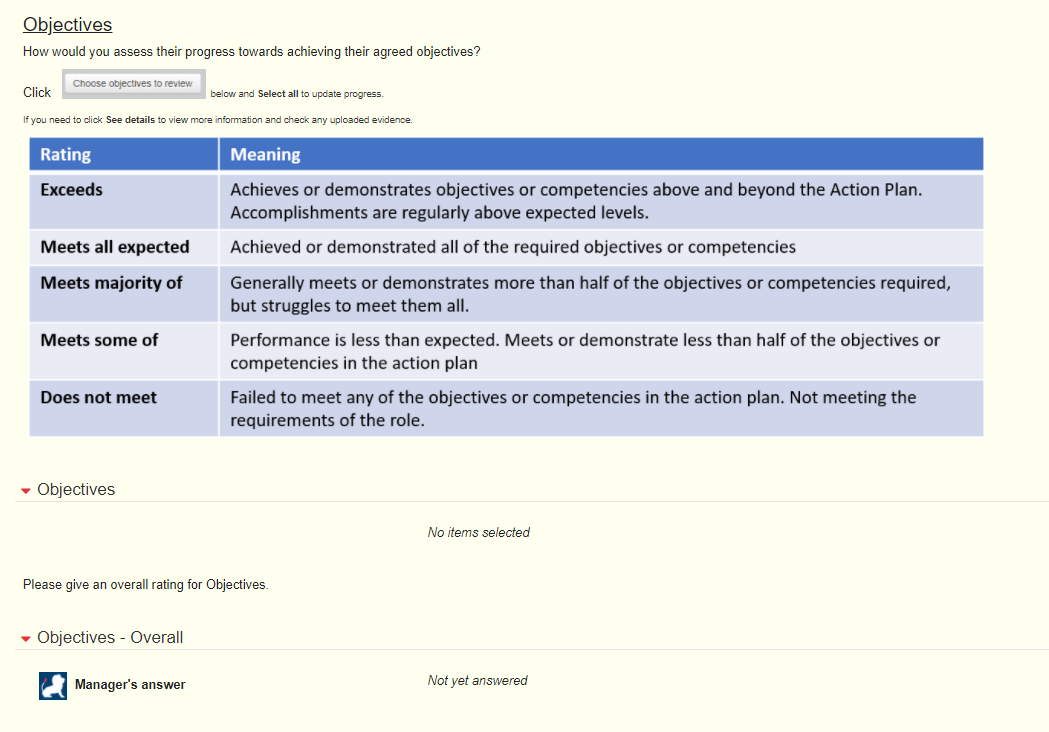 Objectives
How would you assess their progress towards achieving their agreed objectives?
Click Choose objectives to review below and Select all to update progress.
If you need to click See details to view more information and check any uploaded evidence.
Rating Meaning
Exceeds Achieves or demonstrates objectives or competencies above and beyond the Action Plan.
Accomplishments are regularly above expected levels.
Meets all expected Achieved or demonstrated all of the required objectives or competencies
Meets majority of Generally meets or demonstrates more than half of the objectives or competencies required,
but struggles to meet them all.
Meets some of Performance is less than expected. Meets or demonstrate less than half of the objectives or
competencies in the action plan
Does not meet Failed to meet any of the objectives or competencies in the action plan. Not meeting the
requirements of the role.
Objectives
No items selected
Please give an overall rating for Objectives.
Objectives - Overall
Manager's answer Not yet answered